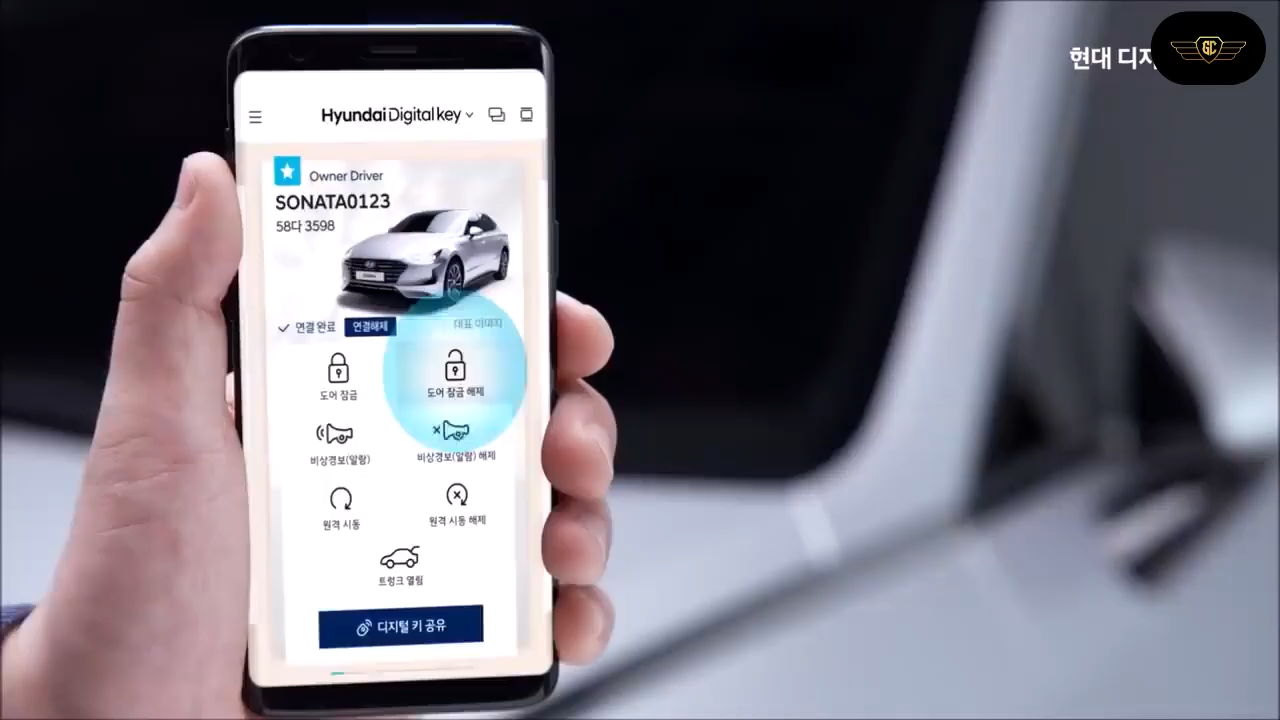 현대 디지
GC
Hyundai Digital key
Owner Driver
SONATA0123
58다 3598
연결 완료 연결해제 대표 이미지
도어 잠금 도어 잠금 해제
비상경보(알람) 비상경보(알람) 해제
원격 시동 원격 시동 해제
트렁크 열림
디지털 키 공유